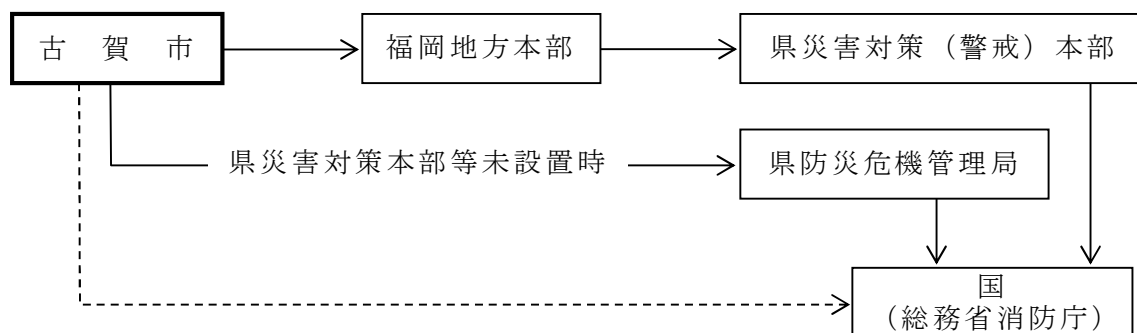 古賀市
福岡地方本部
県災害対策（警戒）本部
県災害対策本部等未設置時
県防災危機管理局
国
（総務省消防庁）